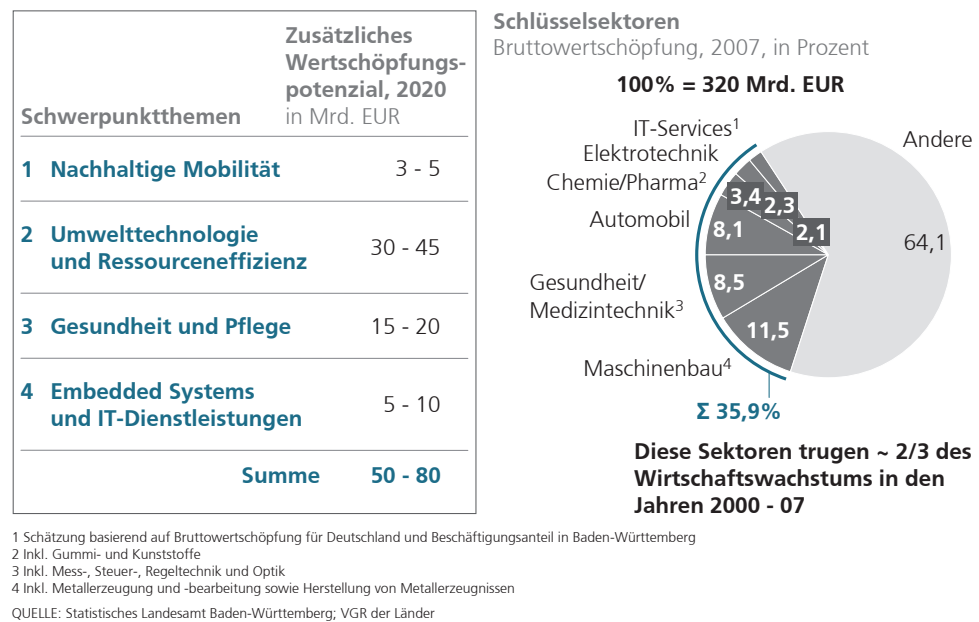 Zusätzliches
Wertschöpfungs-
potenzial, 2020
Schwerpunktthemen in Mrd. EUR
1 Nachhaltige Mobilität 3 - 5
2 Umwelttechnologie
und Ressourceneffizienz 30 - 45
3 Gesundheit und Pflege 15 - 20
4 Embedded Systems
und IT-Dienstleistungen 5 - 10
Summe 50 - 80
Schlüsselsektoren
Bruttowertschöpfung, 2007, in Prozent
100% = 320 Mrd. EUR
IT-Services1
Elektrotechnik
Chemie/Pharma2
Automobil
Gesundheit/
Medizintechnik3
Maschinenbau4
Andere
3,4
2,3
2,1
8,1
8,5
11,5
64,1
Σ 35,9%
Diese Sektoren trugen ~ 2/3 des
Wirtschaftswachstums in den
Jahren 2000 - 07
1 Schätzung basierend auf Bruttowertschöpfung für Deutschland und Beschäftigungsanteil in Baden-Württemberg
2 Inkl. Gummi- und Kunststoffe
3 Inkl. Mess-, Steuer-, Regeltechnik und Optik
4 Inkl. Metallerzeugung und -bearbeitung sowie Herstellung von Metallerzeugnissen
QUELLE: Statistisches Landesamt Baden-Württemberg; VGR der Länder